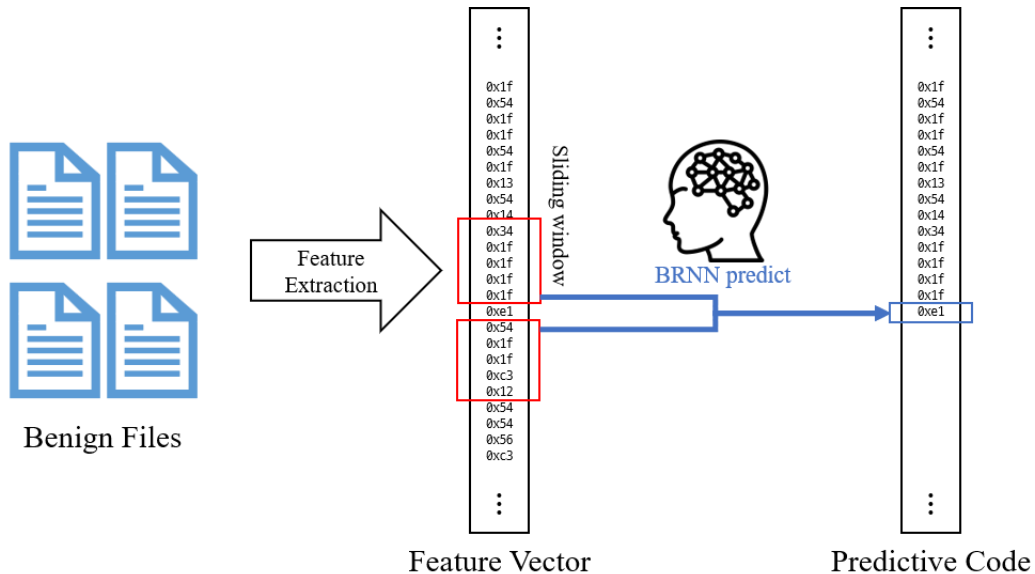 Benign Files
Feature
Extraction
⋮
0x1f
0x54
0x1f
0x1f
0x54
0x1f
0x13
0x54
0x14
0x34
0x1f
0x1f
0x1f
0x1f
0xe1
0x54
0x1f
0x1f
0xc3
0x12
0x54
0x54
0x56
0xc3
⋮
Feature Vector
Sliding window
BRNN predict
⋮
0x1f
0x54
0x1f
0x1f
0x54
0x1f
0x13
0x54
0x14
0x34
0x1f
0x1f
0x1f
0x1f
0xe1
⋮
Predictive Code